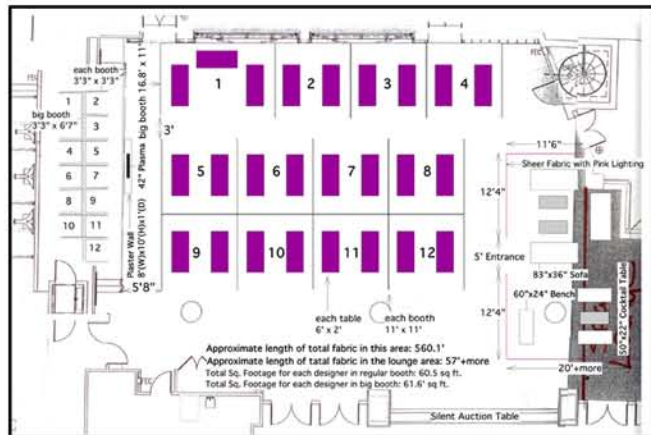 each booth
3'3" x 3'3"
big booth
3'3" x 6'7"
1
2
3
4
5
6
7
8
9
10
11
12
Plaster Wall
8'(W)x10'(H)x1'(D)
42" Plasma
big booth 16.8' x 11'
3'
5'8"
1
2
3
4
5
6
7
8
9
10
11
12
each table
6' x 2'
each booth
11' x 11'
11'6"
Sheer Fabric with Pink Lighting
12'4"
5' Entrance
83"x36" Sofa
60"x24" Bench
12'4"
50"x22" Cocktail Table
20'+more
Approximate length of total fabric in this area: 560.1'
Approximate length of tatal fabric in the lounge area: 57'+more
Total Sq. Footage for each designer in regular booth: 60.5 sq ft.
Total Sq. Footage for each designer in big booth: 61.6' sq ft.
Silent Auction Table